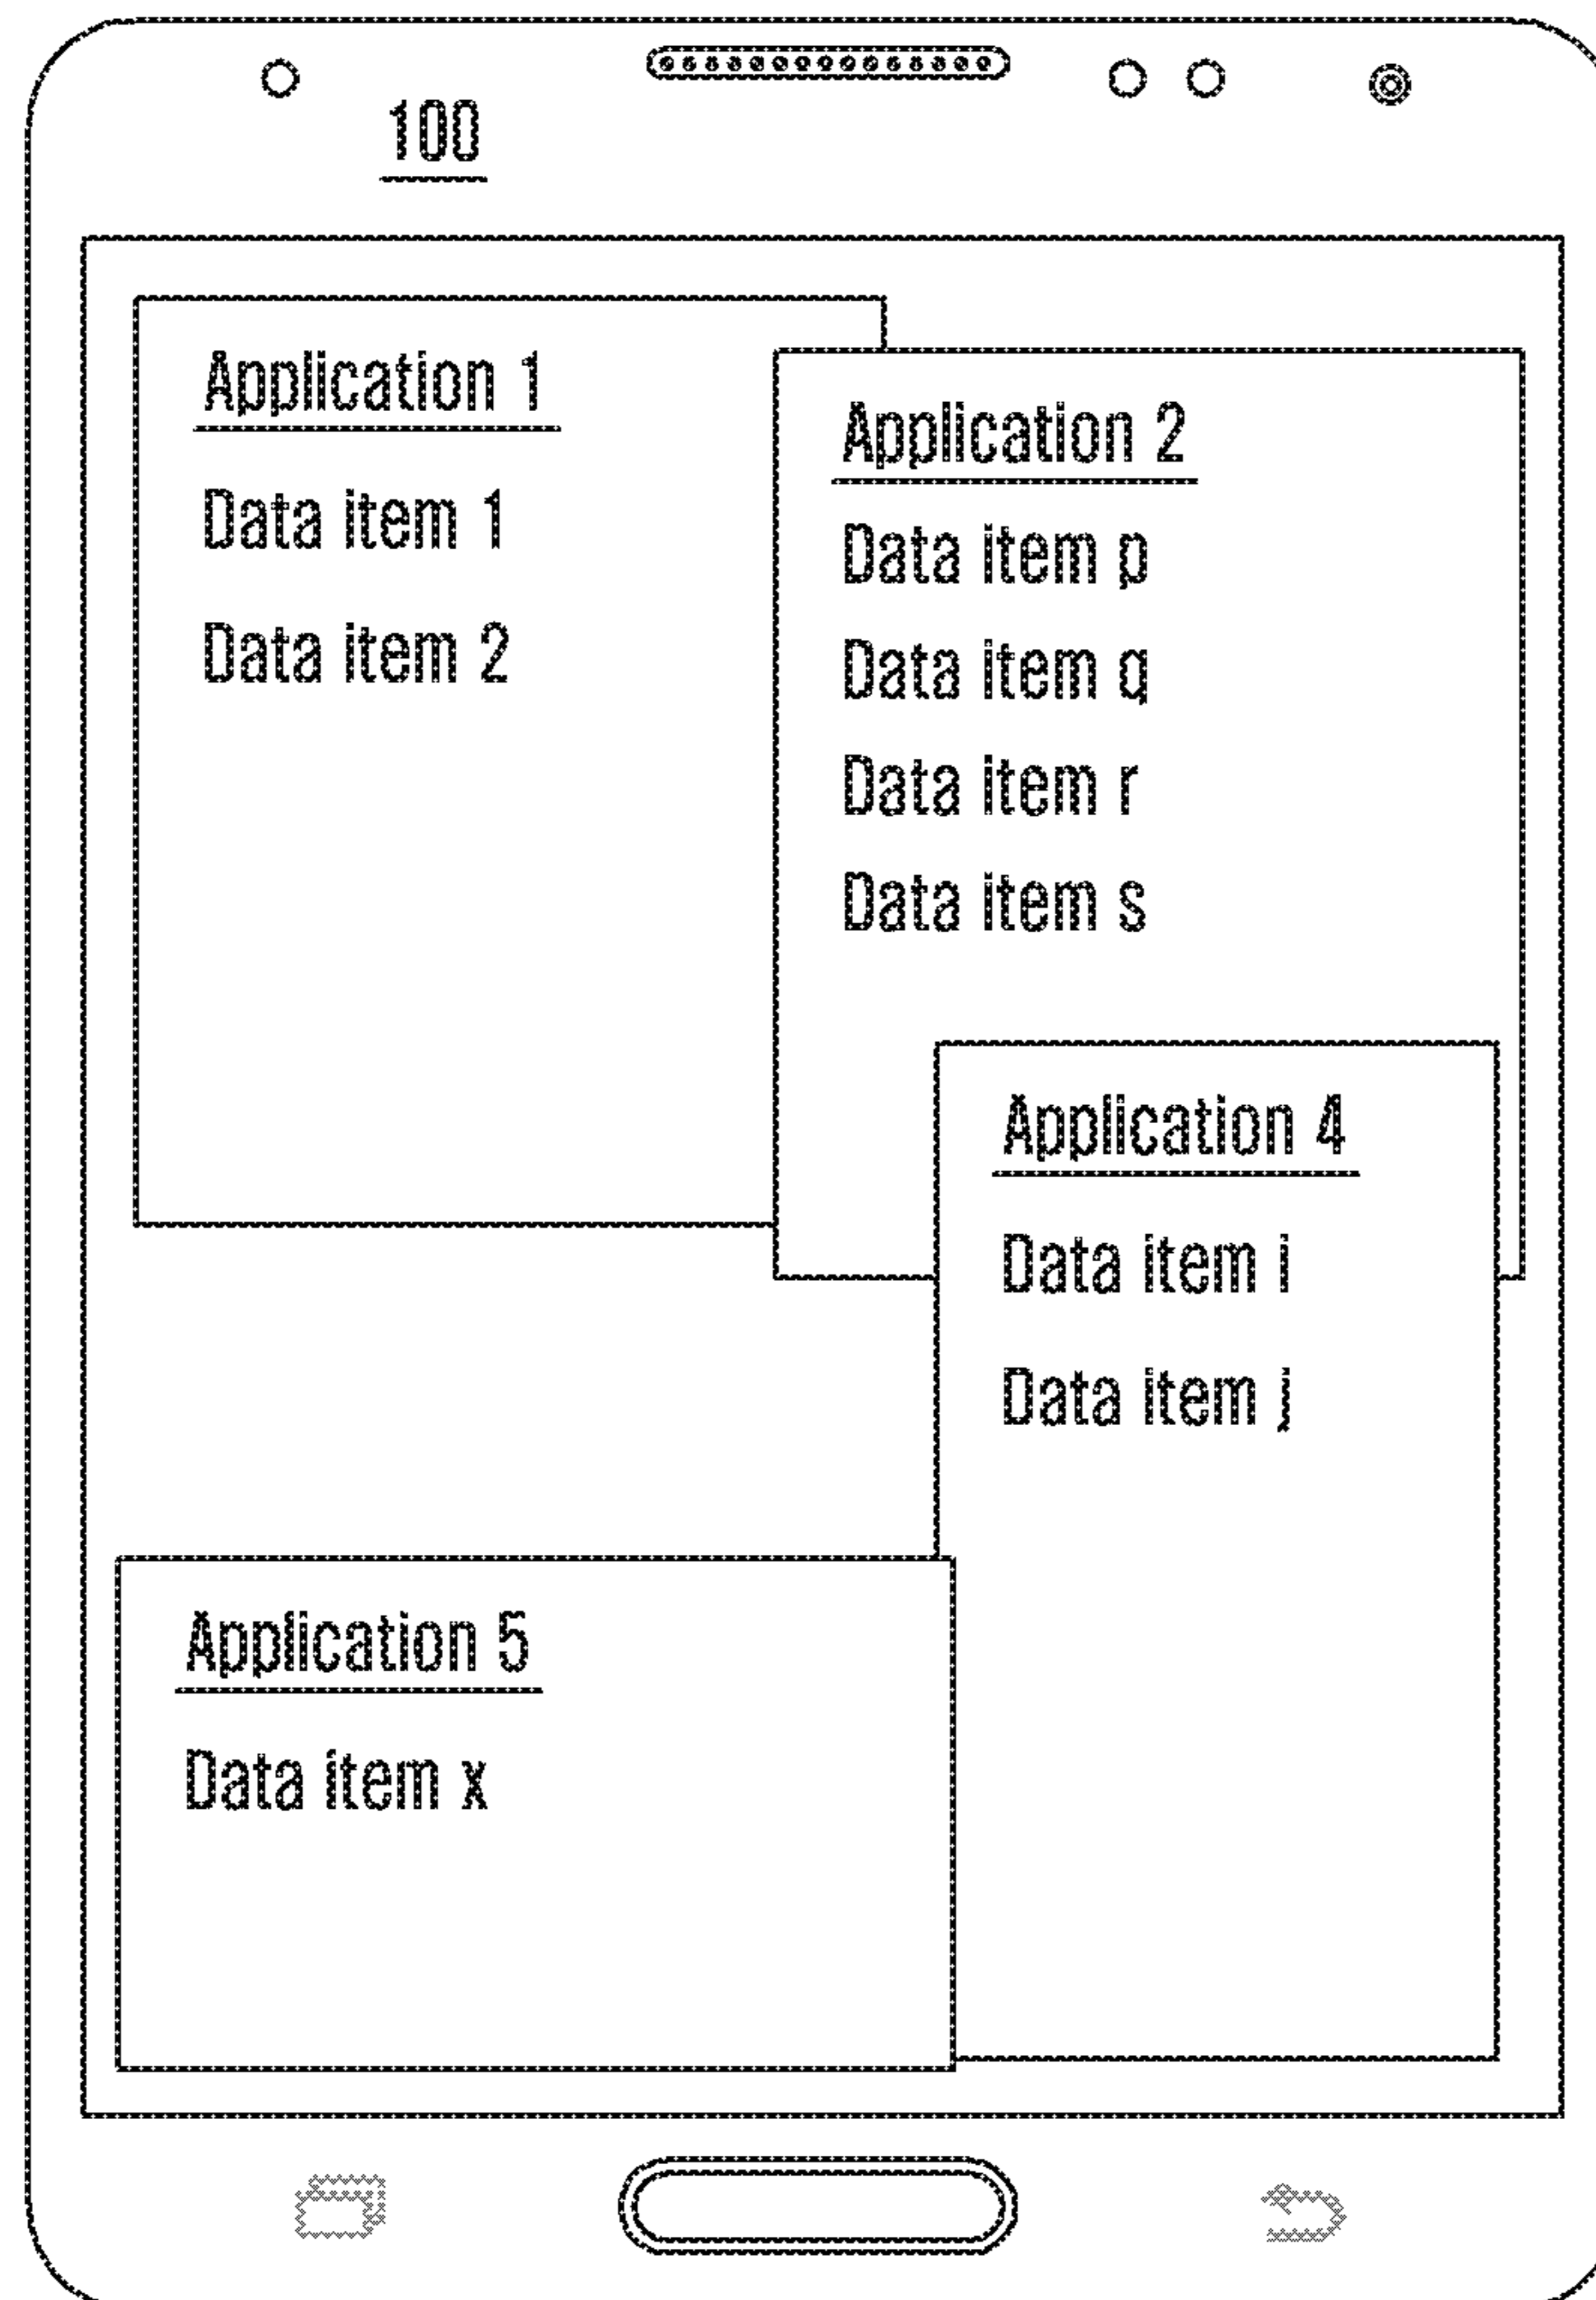 100
Application 1
Data item 1
Data item 2
Application 2
Data item p
Data item q
Data item r
Data item s
Application 4
Data item i
Data item j
Application 5
Data item x